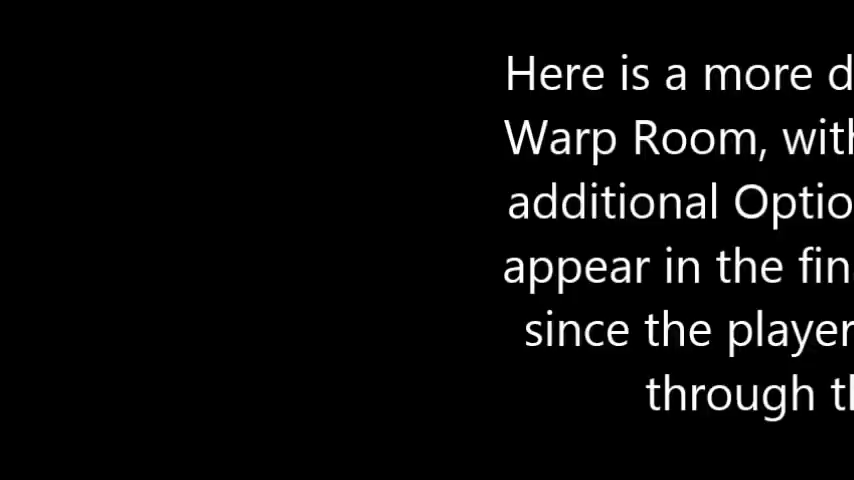 Here is a more d
Warp Room, with
additional Optio
appear in the fin
since the player
through th